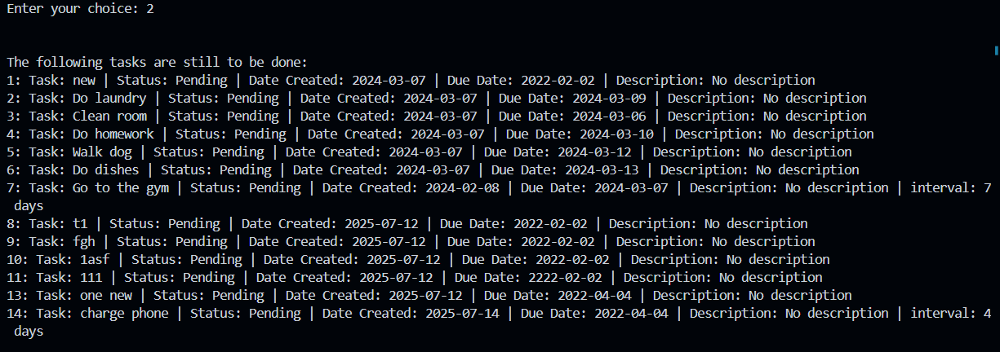 Enter your choice: 2
The following tasks are still to be done:
1: Task: new | Status: Pending | Date Created: 2024-03-07 | Due Date: 2022-02-02 | Description: No description
2: Task: Do laundry | Status: Pending | Date Created: 2024-03-07 | Due Date: 2024-03-09 | Description: No description
3: Task: Clean room | Status: Pending | Date Created: 2024-03-07 | Due Date: 2024-03-06 | Description: No description
4: Task: Do homework | Status: Pending | Date Created: 2024-03-07 | Due Date: 2024-03-10 | Description: No description
5: Task: Walk dog | Status: Pending | Date Created: 2024-03-07 | Due Date: 2024-03-12 | Description: No description
6: Task: Do dishes | Status: Pending | Date Created: 2024-03-07 | Due Date: 2024-03-13 | Description: No description
7: Task: Go to the gym | Status: Pending | Date Created: 2024-02-08 | Due Date: 2024-03-07 | Description: No description | interval: 7
days
8: Task: t1 | Status: Pending | Date Created: 2025-07-12 | Due Date: 2022-02-02 | Description: No description
9: Task: fgh | Status: Pending | Date Created: 2025-07-12 | Due Date: 2022-02-02 | Description: No description
10: Task: 1asf | Status: Pending | Date Created: 2025-07-12 | Due Date: 2022-02-02 | Description: No description
11: Task: 111 | Status: Pending | Date Created: 2025-07-12 | Due Date: 2222-02-02 | Description: No description
13: Task: one new | Status: Pending | Date Created: 2025-07-12 | Due Date: 2022-04-04 | Description: No description
14: Task: charge phone | Status: Pending | Date Created: 2025-07-14 | Due Date: 2022-04-04 | Description: No description | interval: 4
days